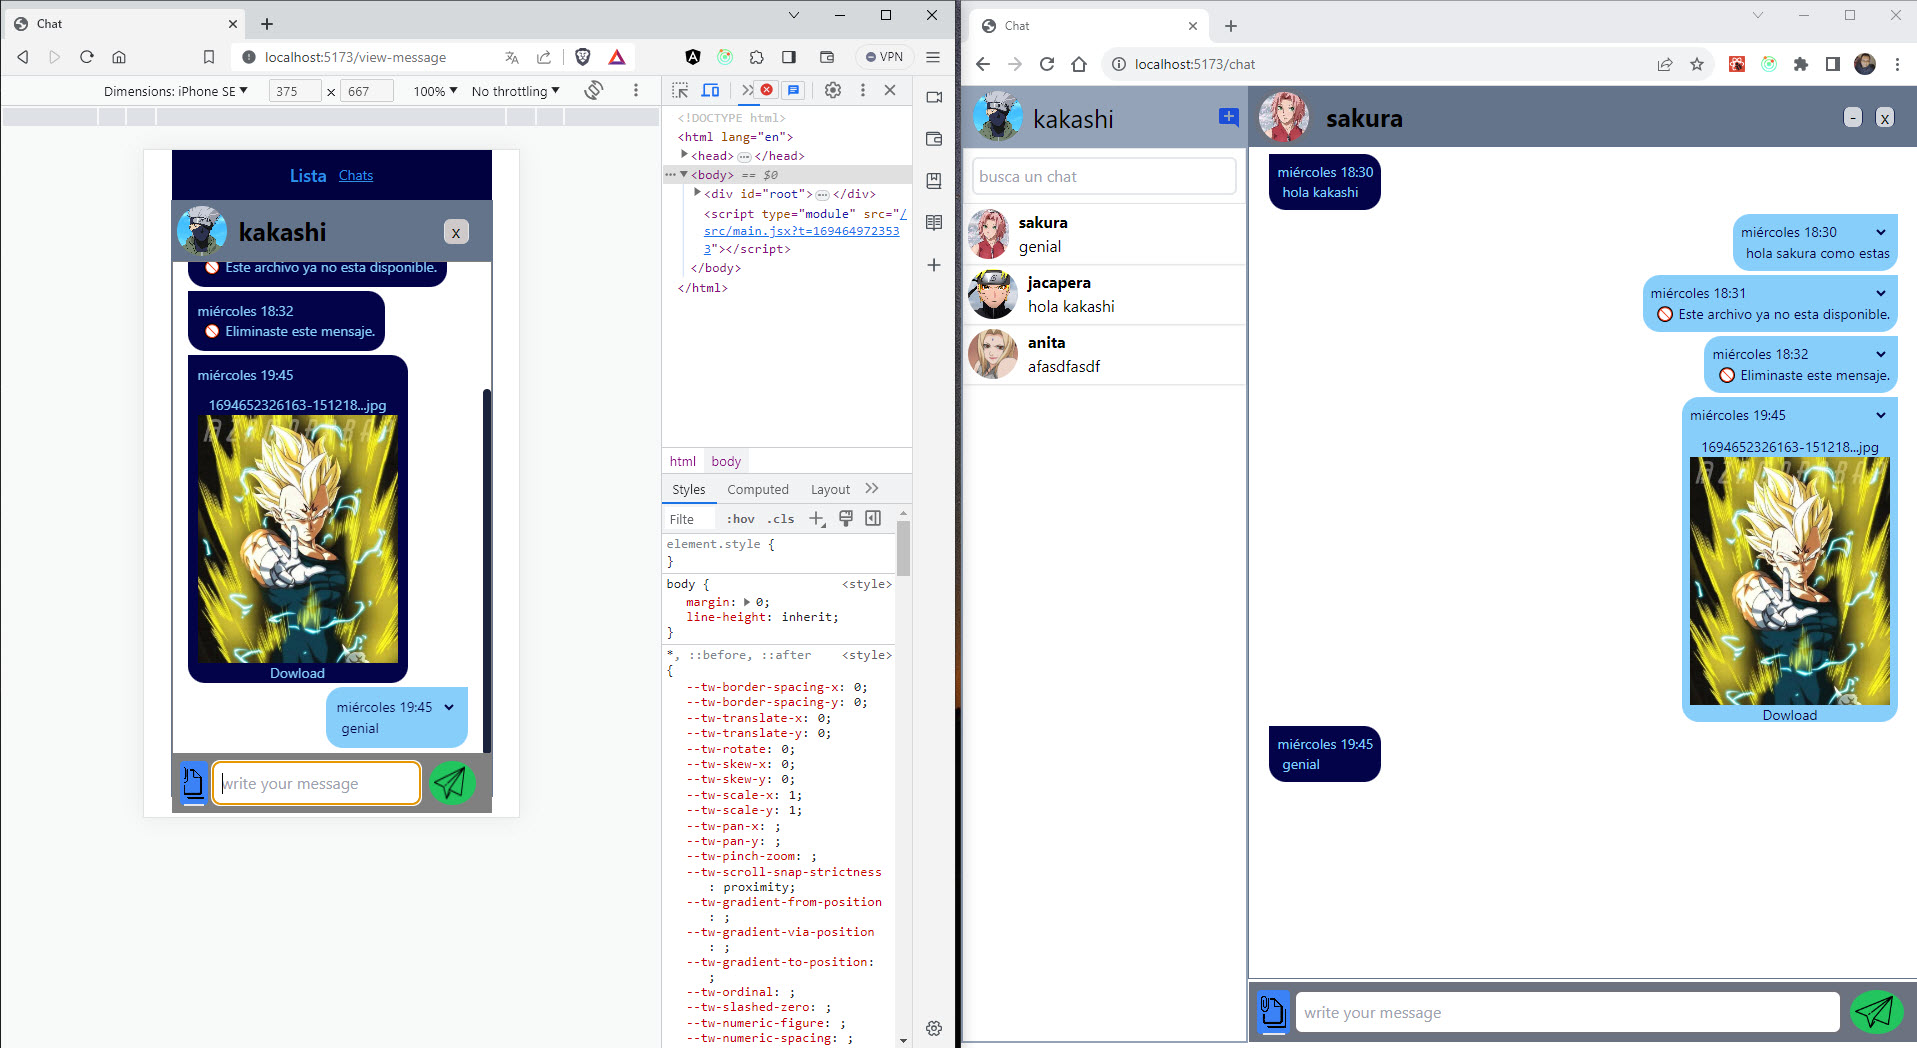 Chat
localhost:5173/view-message
VPN
Dimensions: iPhone SE
375 x 667
100%
No throttling
Lista Chats
kakashi
x
Este archivo ya no esta disponible.
miércoles 18:32
Eliminaste este mensaje.
miércoles 19:45
1694652326163-151218...jpg
Dowload
miércoles 19:45
genial
write your message
<!DOCTYPE html>
<html lang="en">
<head> ... </head>
... <body> == $0
<div id="root"> ... </div>
<script type="module" src="/
src/main.jsx?t=169464972353
3"></script>
</body>
</html>
html body
Styles Computed Layout
Filte :hov .cls
element.style {
}
body { <style>
margin: 0;
line-height: inherit;
}
*, ::before, ::after <style>
{
--tw-border-spacing-x: 0;
--tw-border-spacing-y: 0;
--tw-translate-x: 0;
--tw-translate-y: 0;
--tw-rotate: 0;
--tw-skew-x: 0;
--tw-skew-y: 0;
--tw-scale-x: 1;
--tw-scale-y: 1;
--tw-pan-x: ;
--tw-pan-y: ;
--tw-pinch-zoom: ;
--tw-scroll-snap-strictness
: proximity;
--tw-gradient-from-position
: ;
--tw-gradient-via-position
: ;
--tw-gradient-to-position:
;
--tw-ordinal: ;
--tw-slashed-zero: ;
--tw-numeric-figure: ;
--tw-numeric-spacing: ;
Chat
localhost:5173/chat
kakashi
busca un chat
sakura
genial
jacapera
hola kakashi
anita
afasdfasdf
sakura
- x
miércoles 18:30
hola kakashi
miércoles 18:30
hola sakura como estas
miércoles 18:31
Este archivo ya no esta disponible.
miércoles 18:32
Eliminaste este mensaje.
miércoles 19:45
1694652326163-151218...jpg
Dowload
miércoles 19:45
genial
write your message